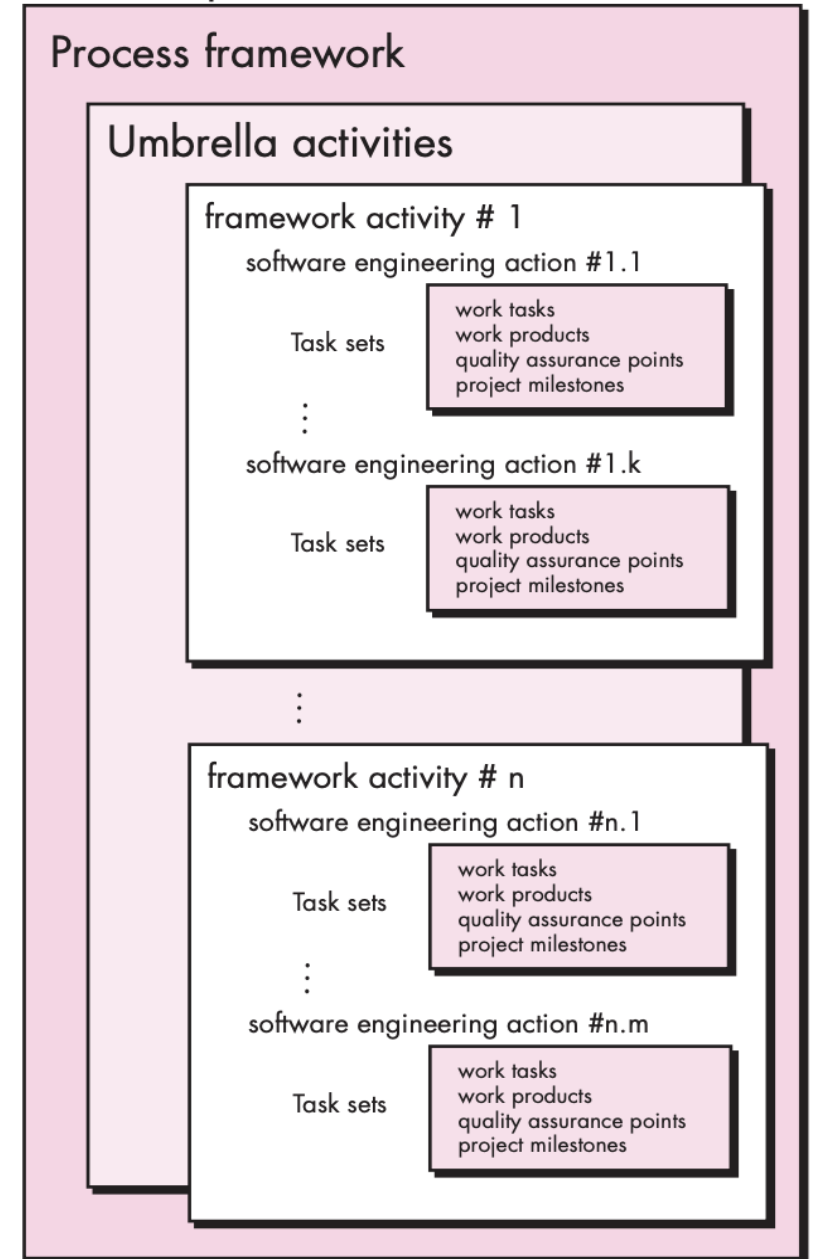 Process framework
Umbrella activities
framework activity # 1
software engineering action #1.1
Task sets
work tasks
work products
quality assurance points
project milestones
software engineering action #1.k
Task sets
work tasks
work products
quality assurance points
project milestones
framework activity # n
software engineering action #n.1
Task sets
work tasks
work products
quality assurance points
project milestones
software engineering action #n.m
Task sets
work tasks
work products
quality assurance points
project milestones